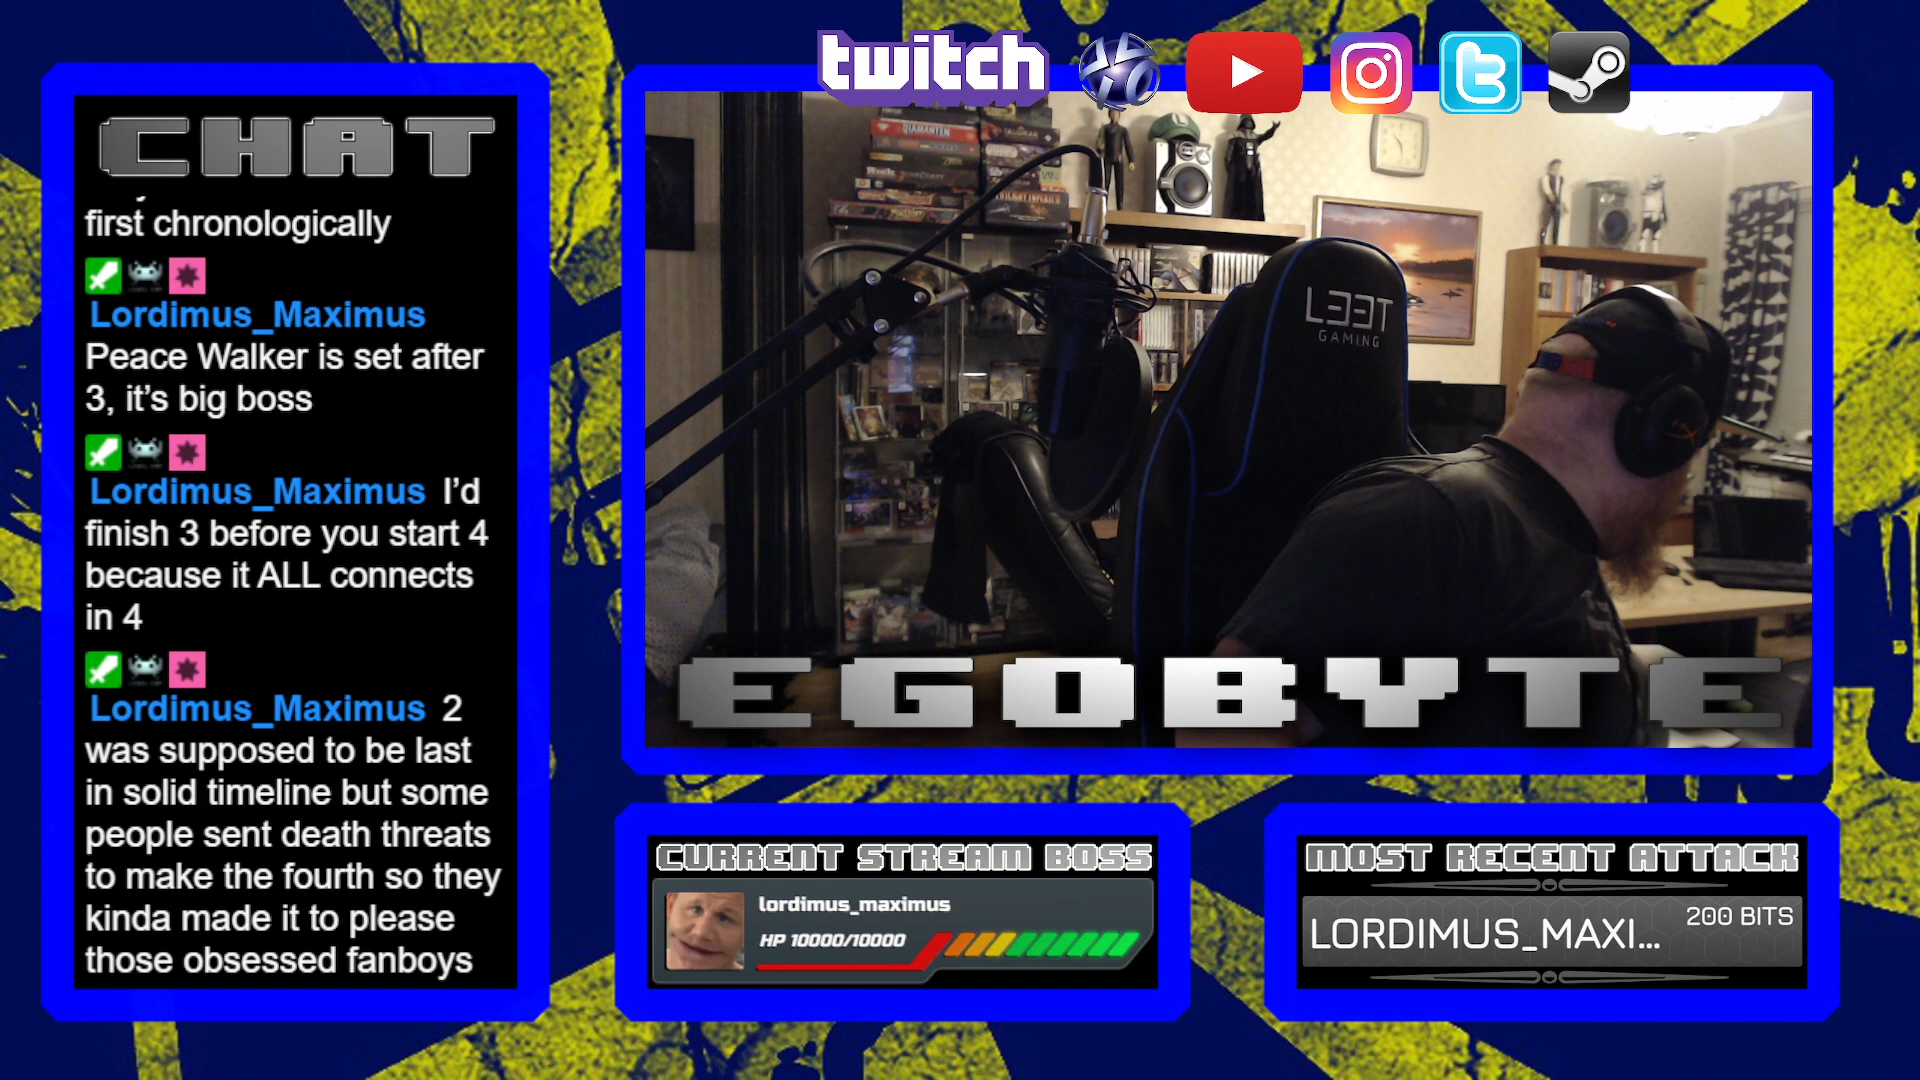 twitch
CHAT
first chronologically
Lordimus_Maximus
Peace Walker is set after
3, it’s big boss
Lordimus_Maximus I’d
finish 3 before you start 4
because it ALL connects
in 4
Lordimus_Maximus 2
was supposed to be last
in solid timeline but some
people sent death threats
to make the fourth so they
kinda made it to please
those obsessed fanboys
DIAMANTEN
Risk
L33T
GAMING
EGOBYTE
CURRENT STREAM BOSS
lordimus_maximus
HP 10000/10000
MOST RECENT ATTACK
LORDIMUS_MAXI...
200 BITS